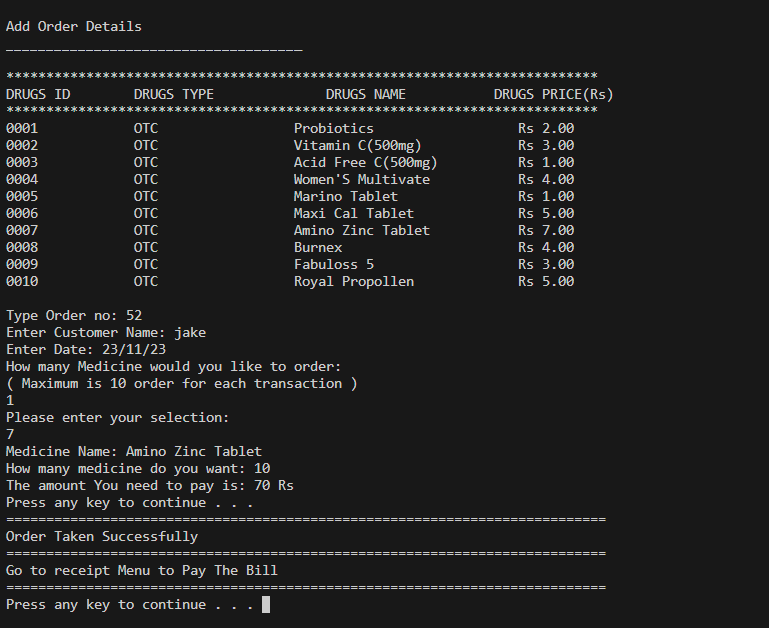 Add Order Details
_____________________________________
**************************************************************************
DRUGS ID        DRUGS TYPE              DRUGS NAME           DRUGS PRICE(Rs)
**************************************************************************
0001            OTC                 Probiotics                  Rs 2.00
0002            OTC                 Vitamin C(500mg)            Rs 3.00
0003            OTC                 Acid Free C(500mg)          Rs 1.00
0004            OTC                 Women'S Multivate           Rs 4.00
0005            OTC                 Marino Tablet               Rs 1.00
0006            OTC                 Maxi Cal Tablet             Rs 5.00
0007            OTC                 Amino Zinc Tablet           Rs 7.00
0008            OTC                 Burnex                      Rs 4.00
0009            OTC                 Fabuloss 5                  Rs 3.00
0010            OTC                 Royal Propollen             Rs 5.00
Type Order no: 52
Enter Customer Name: jake
Enter Date: 23/11/23
How many Medicine would you like to order:
( Maximum is 10 order for each transaction )
1
Please enter your selection:
7
Medicine Name: Amino Zinc Tablet
How many medicine do you want: 10
The amount You need to pay is: 70 Rs
Press any key to continue . . .
===========================================================================
Order Taken Successfully
===========================================================================
Go to receipt Menu to Pay The Bill
===========================================================================
Press any key to continue . . .